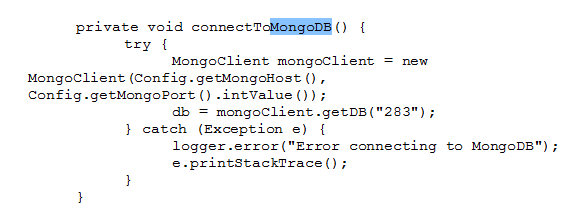 private void connectToMongoDB() {
try {
MongoClient mongoClient = new
MongoClient(Config.getMongoHost(),
Config.getMongoPort().intValue());
db = mongoClient.getDB("283");
} catch (Exception e) {
logger.error("Error connecting to MongoDB");
e.printStackTrace();
}
}